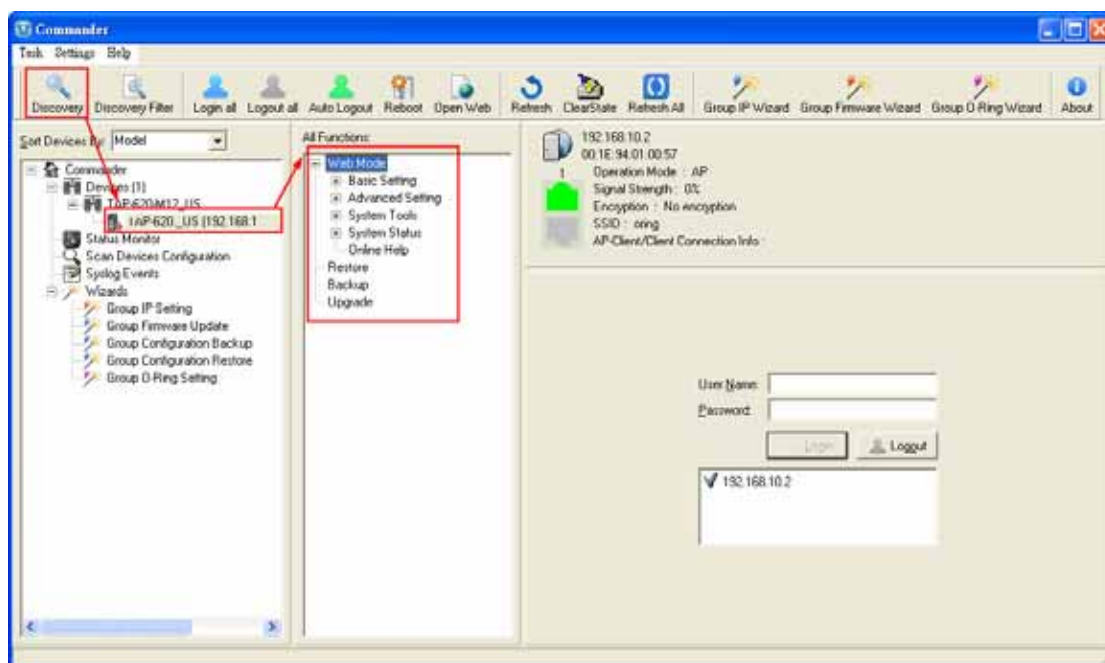 Commander
Task Settings Help
Discovery Discovery Filter Login all Logout all Auto Logout Reboot Open Web Refresh ClearState Refresh All Group IP Wizard Group Firmware Wizard Group O-Ring Wizard About
Sort Devices By: Model
Commander
Devices (1)
TAP-620-M12_US
TAP-620_US (192.168.1
Status Monitor
Scan Devices Configuration
Syslog Events
Wizards
Group IP Setting
Group Firmware Update
Group Configuration Backup
Group Configuration Restore
Group O-Ring Setting
All Functions:
Web Mode
Basic Setting
Advanced Setting
System Tools
System Status
Online Help
Restore
Backup
Upgrade
192.168.10.2
00.1E.94.01.00.57
1
Operation Mode : AP
Signal Strength : 0%
Encryption : No encryption
SSID : oring
AP-Client/Client Connection Info :
User Name:
Password:
Login Logout
192.168.10.2